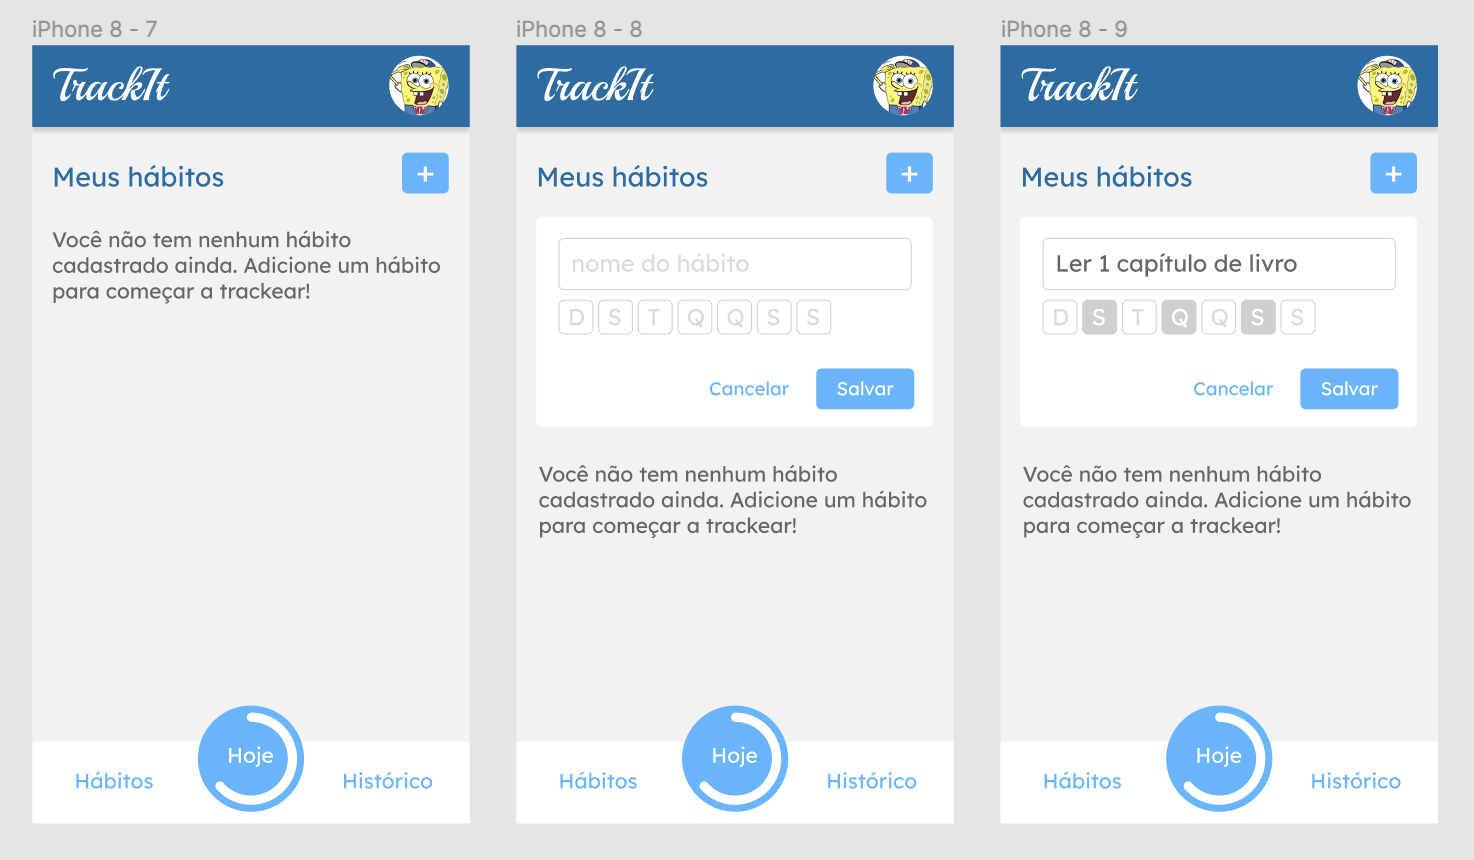 iPhone 8 - 7
TrackIt
Meus hábitos
+
Você não tem nenhum hábito
cadastrado ainda. Adicione um hábito
para começar a trackear!
Hábitos
Hoje
Histórico
iPhone 8 - 8
TrackIt
Meus hábitos
+
nome do hábito
D S T Q Q S S
Cancelar
Salvar
Você não tem nenhum hábito
cadastrado ainda. Adicione um hábito
para começar a trackear!
Hábitos
Hoje
Histórico
iPhone 8 - 9
TrackIt
Meus hábitos
+
Ler 1 capítulo de livro
D S T Q Q S S
Cancelar
Salvar
Você não tem nenhum hábito
cadastrado ainda. Adicione um hábito
para começar a trackear!
Hábitos
Hoje
Histórico